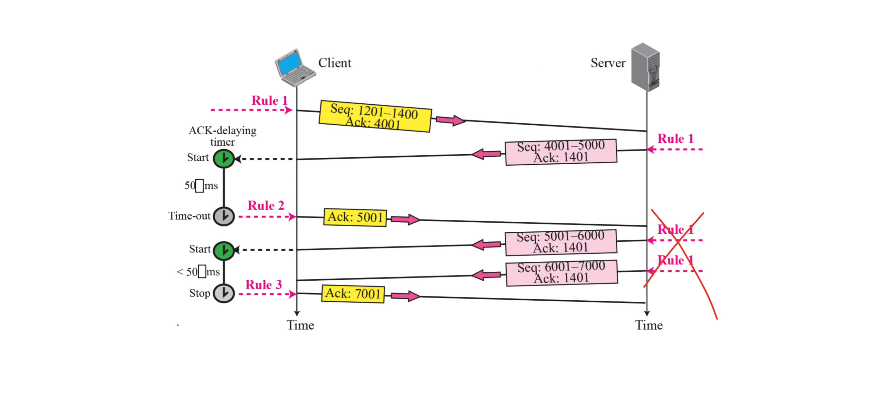 Client
Server
Rule 1
Seq: 1201–1400
Ack: 4001
ACK-delaying
timer
Rule 1
Seq: 4001–5000
Ack: 1401
Start
50 ms
Rule 2
Time-out
Ack: 5001
Rule 1
Seq: 5001–6000
Ack: 1401
Start
Rule 1
Seq: 6001–7000
Ack: 1401
< 50 ms
Rule 3
Stop
Ack: 7001
Time
Time